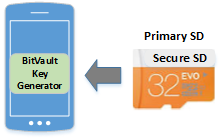 BitVault
Key
Generator
Primary SD
Secure SD
32 EVO